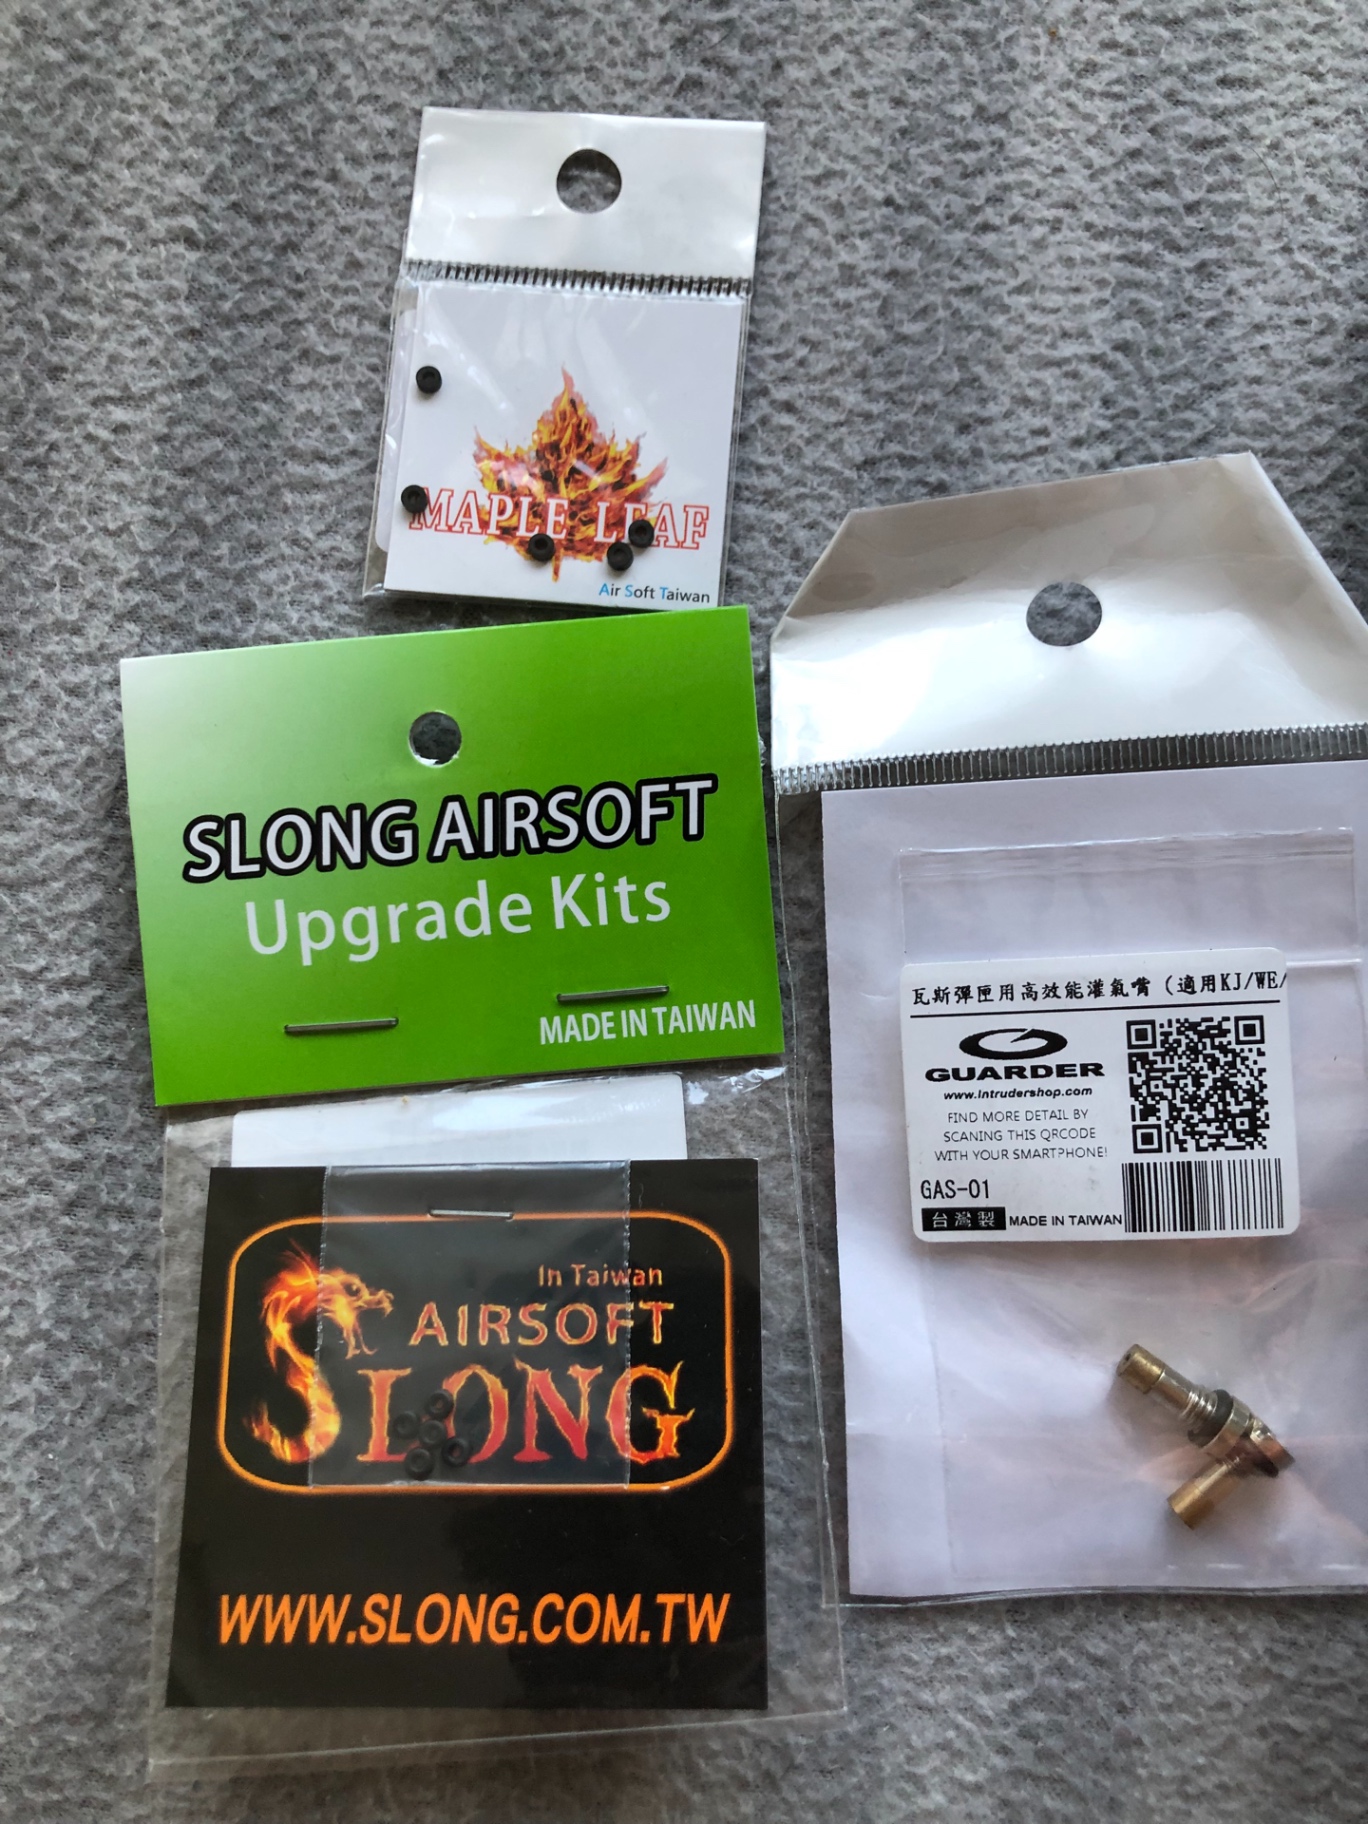 MAPLE LEAF
Air Soft Taiwan
SLONG AIRSOFT
Upgrade Kits
MADE IN TAIWAN
In Taiwan
AIRSOFT
SLONG
WWW.SLONG.COM.TW
瓦斯彈匣用高效能灌氣嘴 (適用KJ/WE/
GUARDER
www.intrudershop.com
FIND MORE DETAIL BY
SCANING THIS QRCODE
WITH YOUR SMARTPHONE!
GAS-01
台灣製 MADE IN TAIWAN